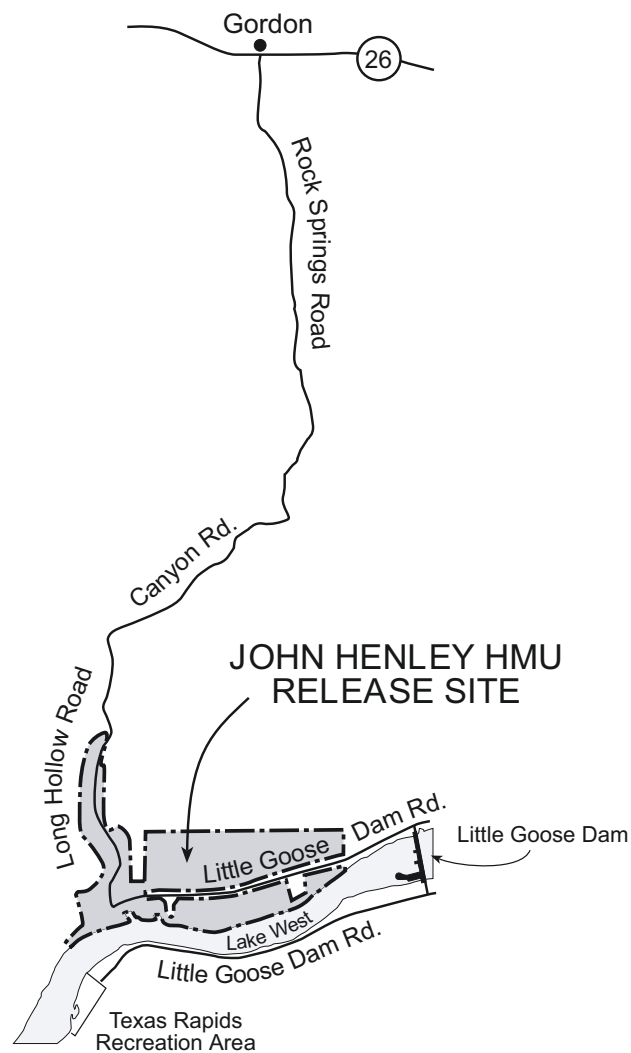 Gordon
26
Rock Springs Road
Canyon Rd.
JOHN HENLEY HMU
RELEASE SITE
Long Hollow Road
Little Goose Dam Rd.
Little Goose Dam
Lake West
Little Goose Dam Rd.
Texas Rapids
Recreation Area